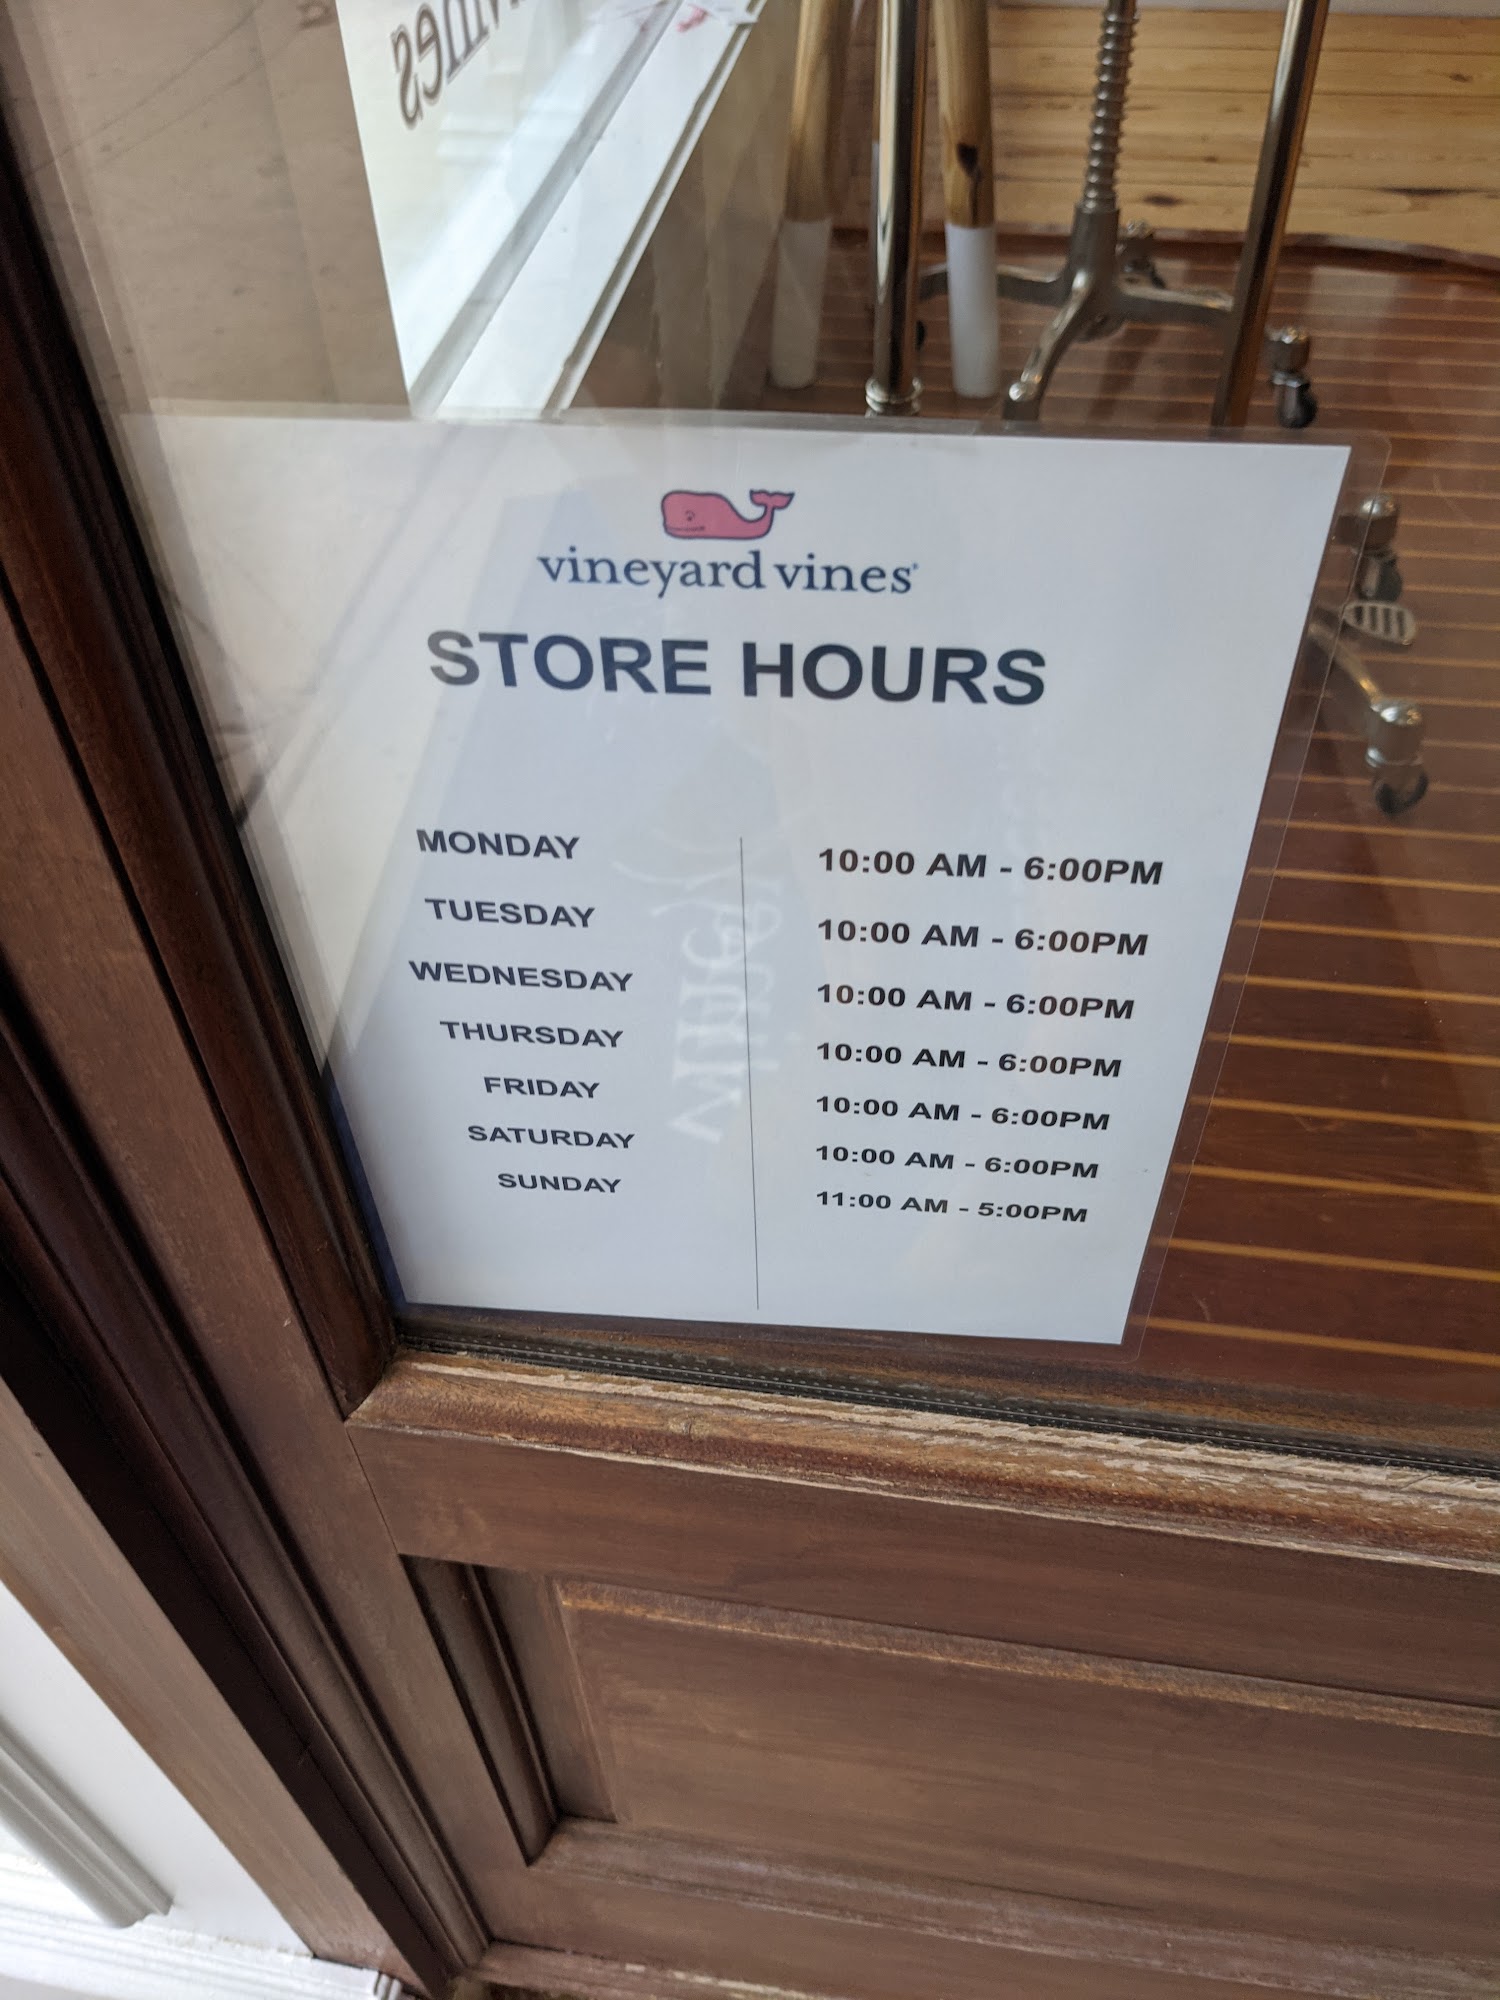 vines
vineyard vines®
STORE HOURS
MONDAY 10:00 AM - 6:00PM
TUESDAY 10:00 AM - 6:00PM
WEDNESDAY 10:00 AM - 6:00PM
THURSDAY 10:00 AM - 6:00PM
FRIDAY 10:00 AM - 6:00PM
SATURDAY 10:00 AM - 6:00PM
SUNDAY 11:00 AM - 5:00PM